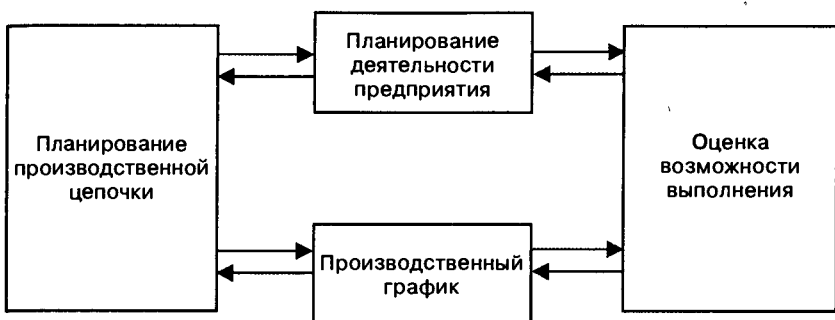 Планирование
деятельности
предприятия
Планирование
производственной
цепочки
Оценка
возможности
выполнения
Производственный
график